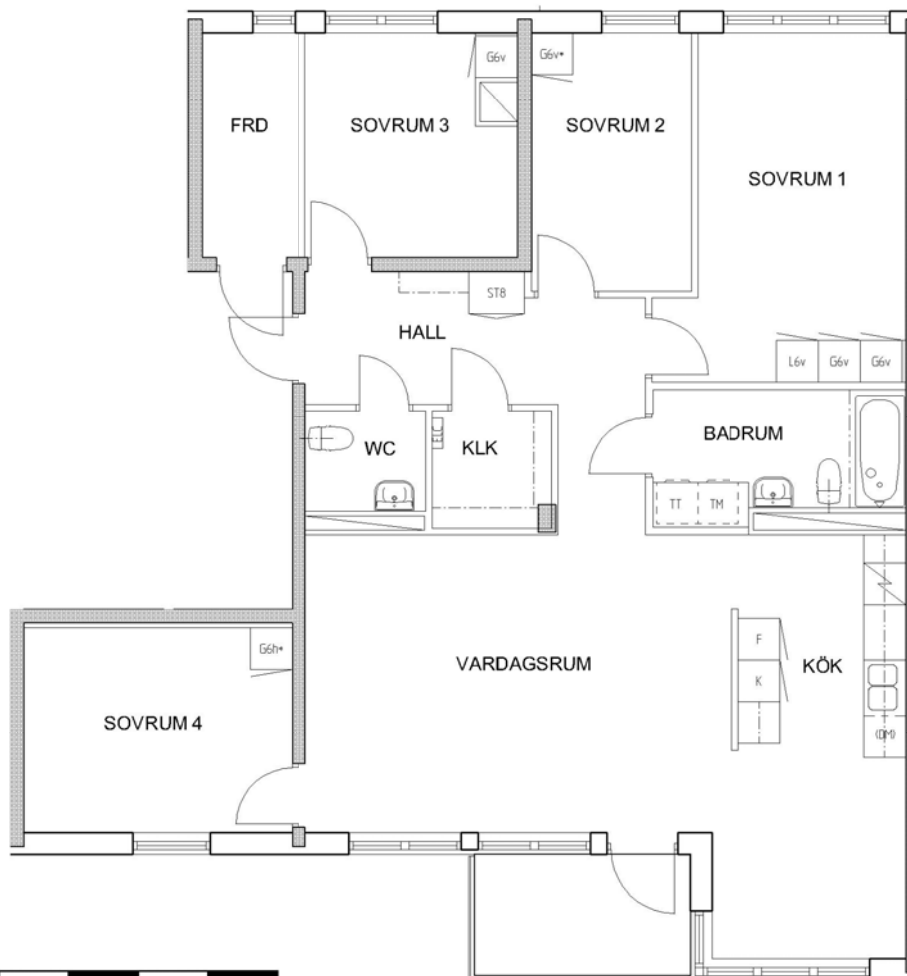 G6v
G6v*
FRD
SOVRUM 3
SOVRUM 2
SOVRUM 1
ST8
HALL
L6v
G6v
G6v
WC
KLK
BADRUM
TT
TM
F
G6h*
VARDAGSRUM
KÖK
K
SOVRUM 4
(DM)